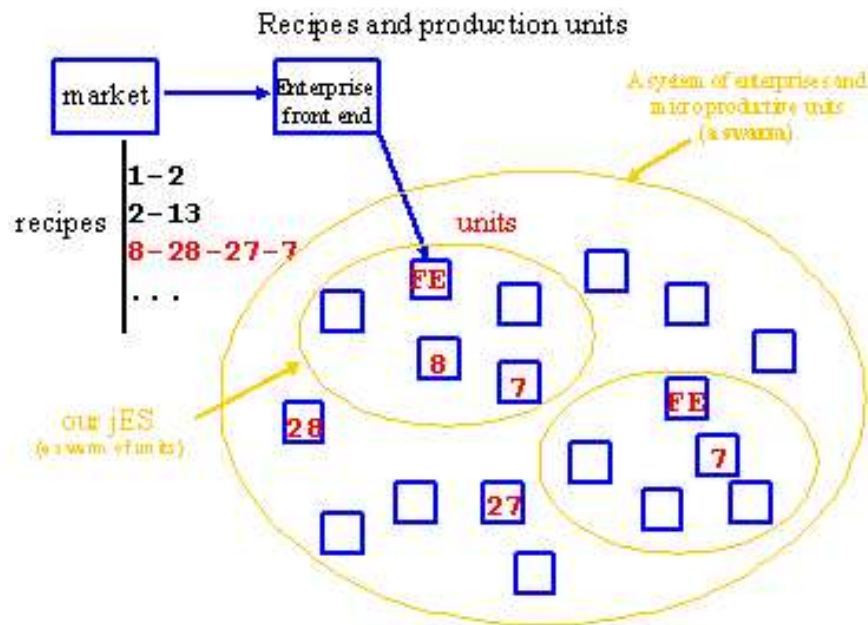 Recipes and production units
market
Enterprise
front end
A system of enterprises and
microproductive units
(a swarm)
recipes
1-2
2-13
8-28-27-7
...
units
FE
8
7
our jES
(a swarm of units)
28
FE
7
27